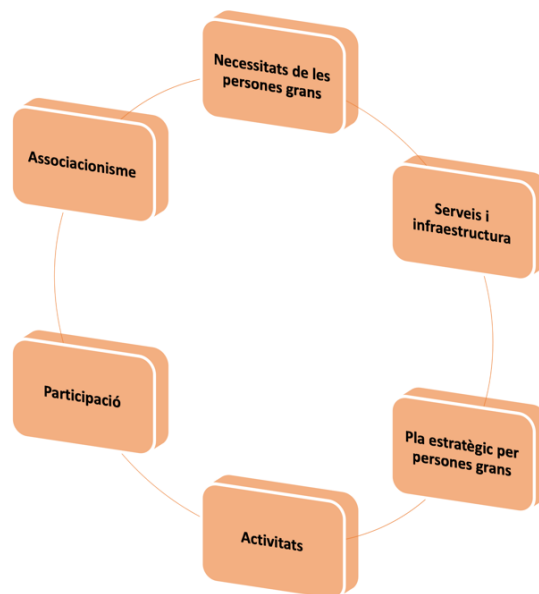 Necessitats de les
persones grans
Serveis i
infraestructura
Pla estratègic per
persones grans
Activitats
Participació
Associacionisme